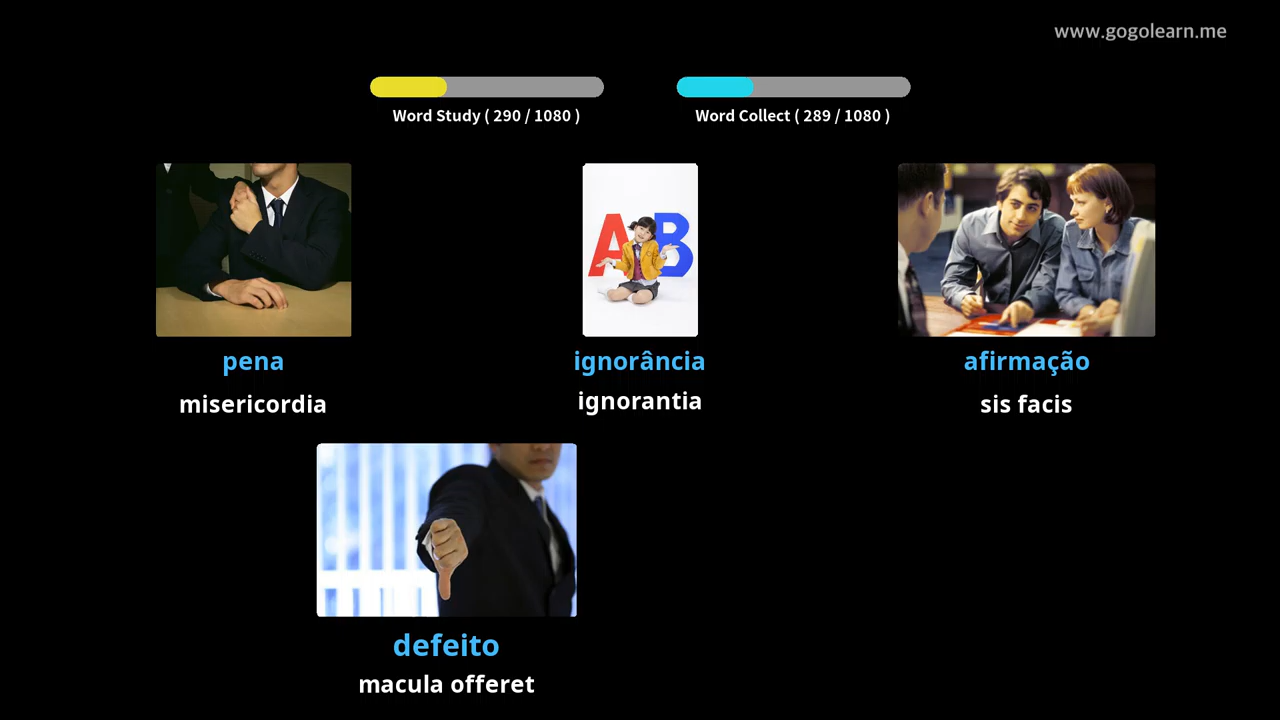 www.gogolearn.me
Word Study ( 290 / 1080 )
Word Collect ( 289 / 1080 )
A B
pena
ignorância
afirmação
misericordia
ignorantia
sis facis
defeito
macula offeret